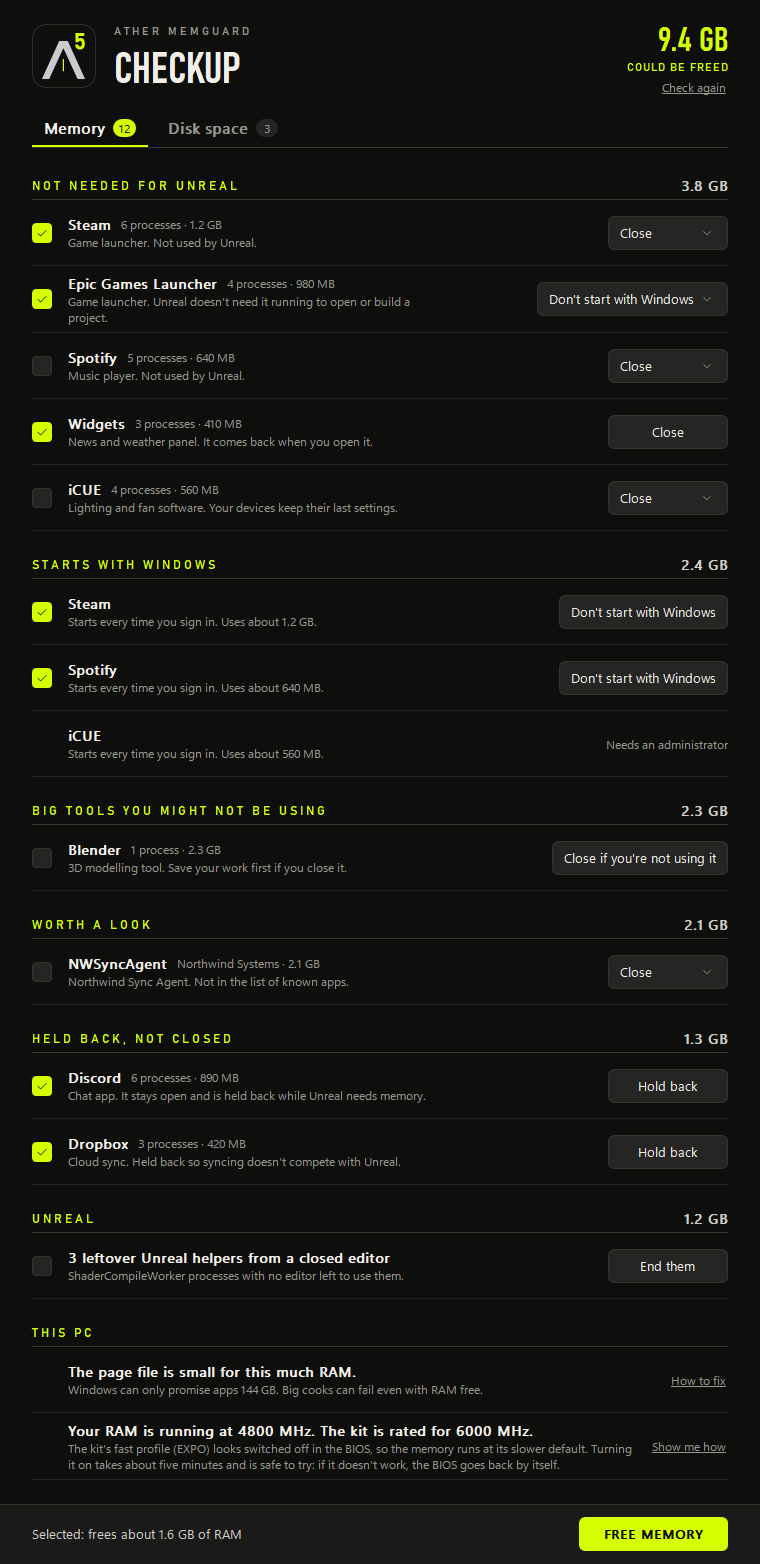 5
ATHER MEMGUARD
CHECKUP
9.4 GB
COULD BE FREED
Check again
Memory 12 Disk space 3
NOT NEEDED FOR UNREAL 3.8 GB
Steam 6 processes · 1.2 GB
Game launcher. Not used by Unreal.
Close
Epic Games Launcher 4 processes · 980 MB
Game launcher. Unreal doesn't need it running to open or build a
project.
Don't start with Windows
Spotify 5 processes · 640 MB
Music player. Not used by Unreal.
Close
Widgets 3 processes · 410 MB
News and weather panel. It comes back when you open it.
Close
iCUE 4 processes · 560 MB
Lighting and fan software. Your devices keep their last settings.
Close
STARTS WITH WINDOWS 2.4 GB
Steam
Starts every time you sign in. Uses about 1.2 GB.
Don't start with Windows
Spotify
Starts every time you sign in. Uses about 640 MB.
Don't start with Windows
iCUE
Starts every time you sign in. Uses about 560 MB.
Needs an administrator
BIG TOOLS YOU MIGHT NOT BE USING 2.3 GB
Blender 1 process · 2.3 GB
3D modelling tool. Save your work first if you close it.
Close if you're not using it
WORTH A LOOK 2.1 GB
NWSyncAgent Northwind Systems · 2.1 GB
Northwind Sync Agent. Not in the list of known apps.
Close
HELD BACK, NOT CLOSED 1.3 GB
Discord 6 processes · 890 MB
Chat app. It stays open and is held back while Unreal needs memory.
Hold back
Dropbox 3 processes · 420 MB
Cloud sync. Held back so syncing doesn't compete with Unreal.
Hold back
UNREAL 1.2 GB
3 leftover Unreal helpers from a closed editor
ShaderCompileWorker processes with no editor left to use them.
End them
THIS PC
The page file is small for this much RAM.
Windows can only promise apps 144 GB. Big cooks can fail even with RAM free.
How to fix
Your RAM is running at 4800 MHz. The kit is rated for 6000 MHz.
The kit's fast profile (EXPO) looks switched off in the BIOS, so the memory runs at its slower default. Turning
it on takes about five minutes and is safe to try: if it doesn't work, the BIOS goes back by itself.
Show me how
Selected: frees about 1.6 GB of RAM
FREE MEMORY